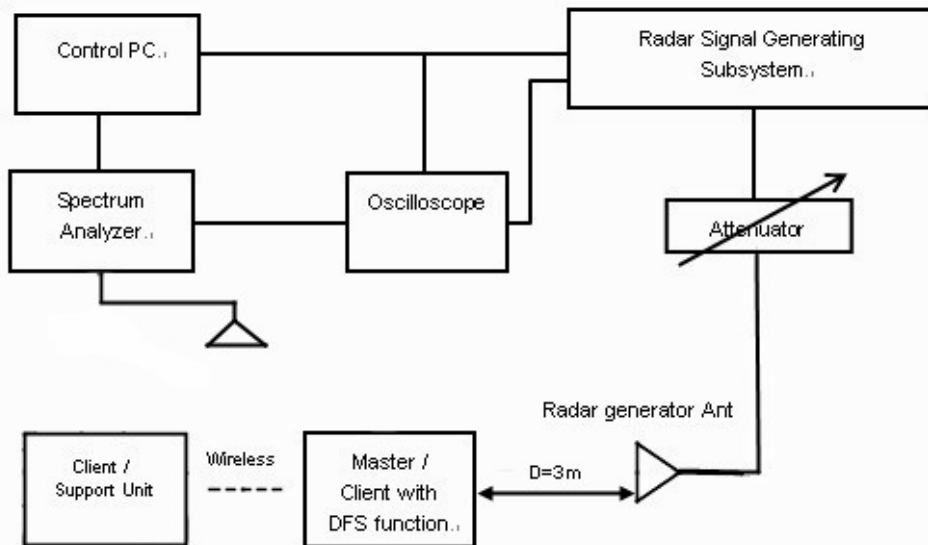 Control PC
Radar Signal Generating
Subsystem
Spectrum
Analyzer
Oscilloscope
Attenuator
Radar generator Ant
Client /
Support Unit
Wireless
Master /
Client with
DFS function
D=3m